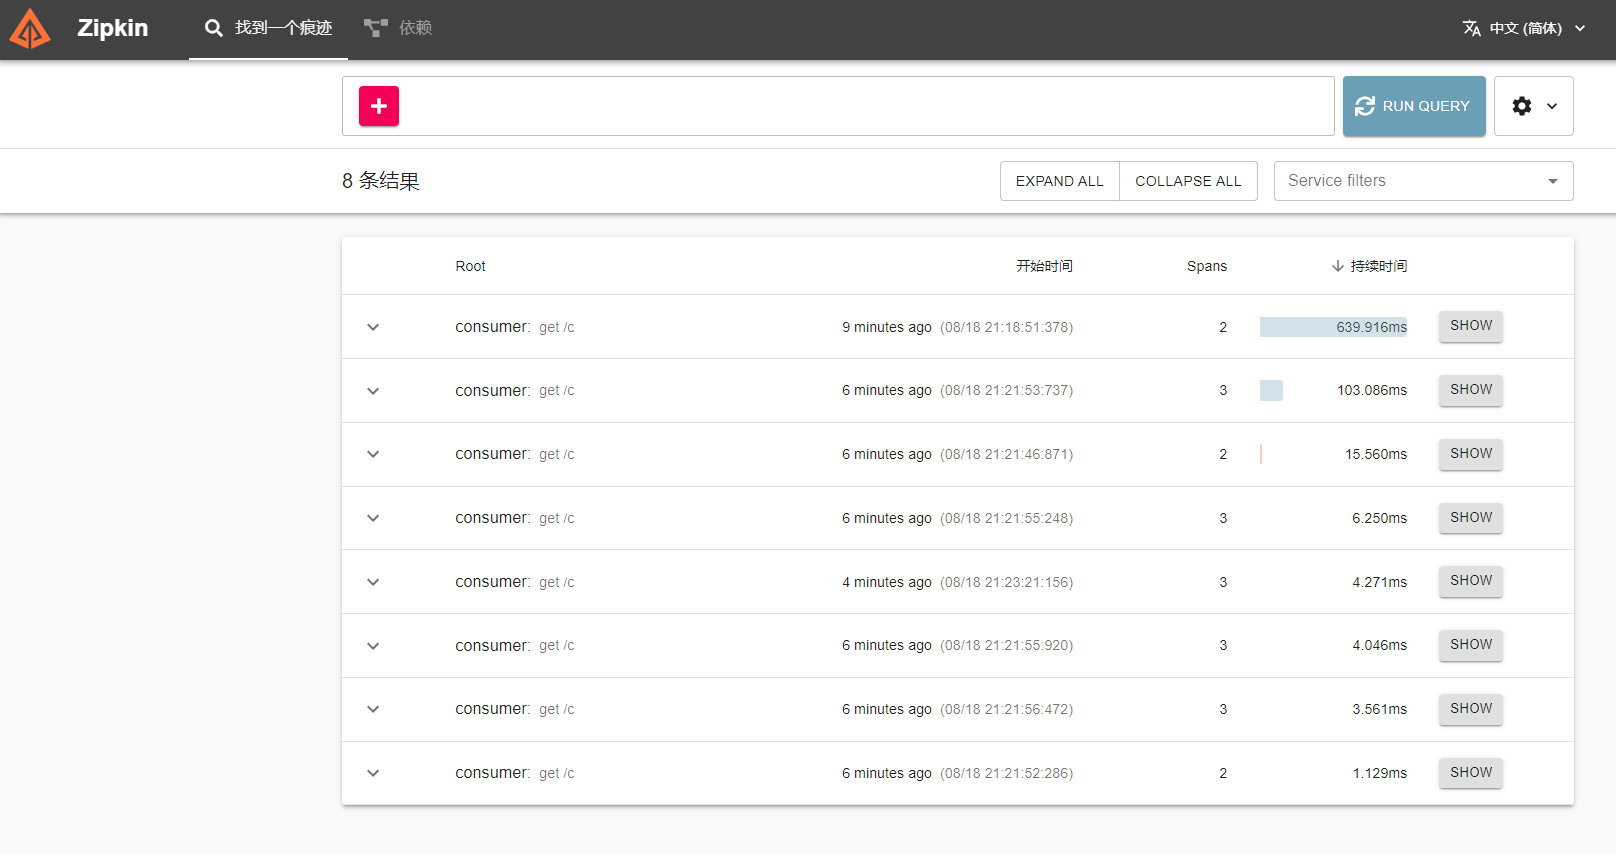 Zipkin 找到一个痕迹 依赖 中文 (简体)
RUN QUERY
8 条结果 EXPAND ALL COLLAPSE ALL Service filters
Root 开始时间 Spans 持续时间
consumer: get /c 9 minutes ago (08/18 21:18:51:378) 2 639.916ms SHOW
consumer: get /c 6 minutes ago (08/18 21:21:53:737) 3 103.086ms SHOW
consumer: get /c 6 minutes ago (08/18 21:21:46:871) 2 15.560ms SHOW
consumer: get /c 6 minutes ago (08/18 21:21:55:248) 3 6.250ms SHOW
consumer: get /c 4 minutes ago (08/18 21:23:21:156) 3 4.271ms SHOW
consumer: get /c 6 minutes ago (08/18 21:21:55:920) 3 4.046ms SHOW
consumer: get /c 6 minutes ago (08/18 21:21:56:472) 3 3.561ms SHOW
consumer: get /c 6 minutes ago (08/18 21:21:52:286) 2 1.129ms SHOW